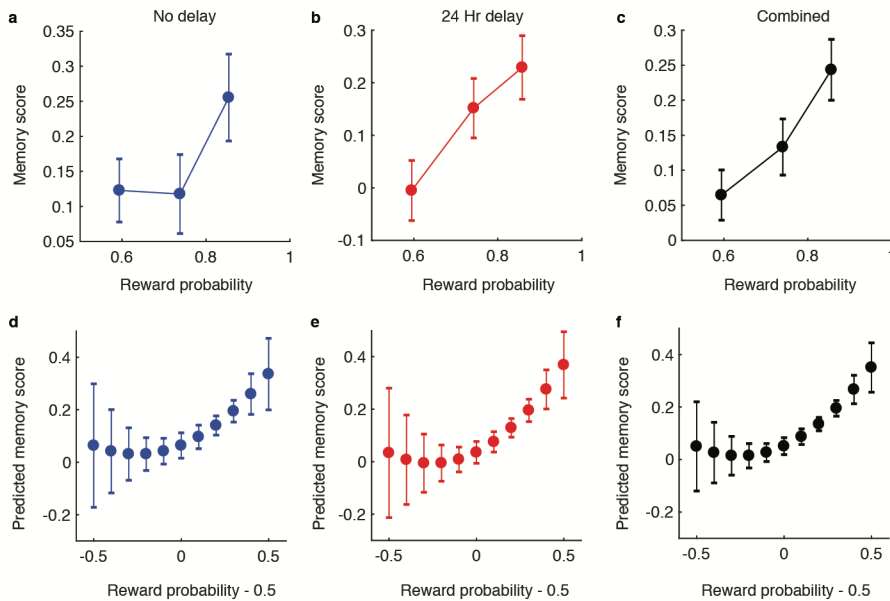 a No delay
0.35
0.3
0.25
0.2
0.15
0.1
0.05
Memory score
0.6 0.8 1
Reward probability
b 24 Hr delay
0.3
0.2
0.1
0
-0.1
Memory score
0.6 0.8 1
Reward probability
c Combined
0.3
0.25
0.2
0.15
0.1
0.05
0
Memory score
0.6 0.8 1
Reward probability
d
0.4
0.2
0
-0.2
Predicted memory score
-0.5 0 0.5
Reward probability - 0.5
e
0.4
0.2
0
-0.2
Predicted memory score
-0.5 0 0.5
Reward probability - 0.5
f
0.4
0.2
0
-0.2
Predicted memory score
-0.5 0 0.5
Reward probability - 0.5